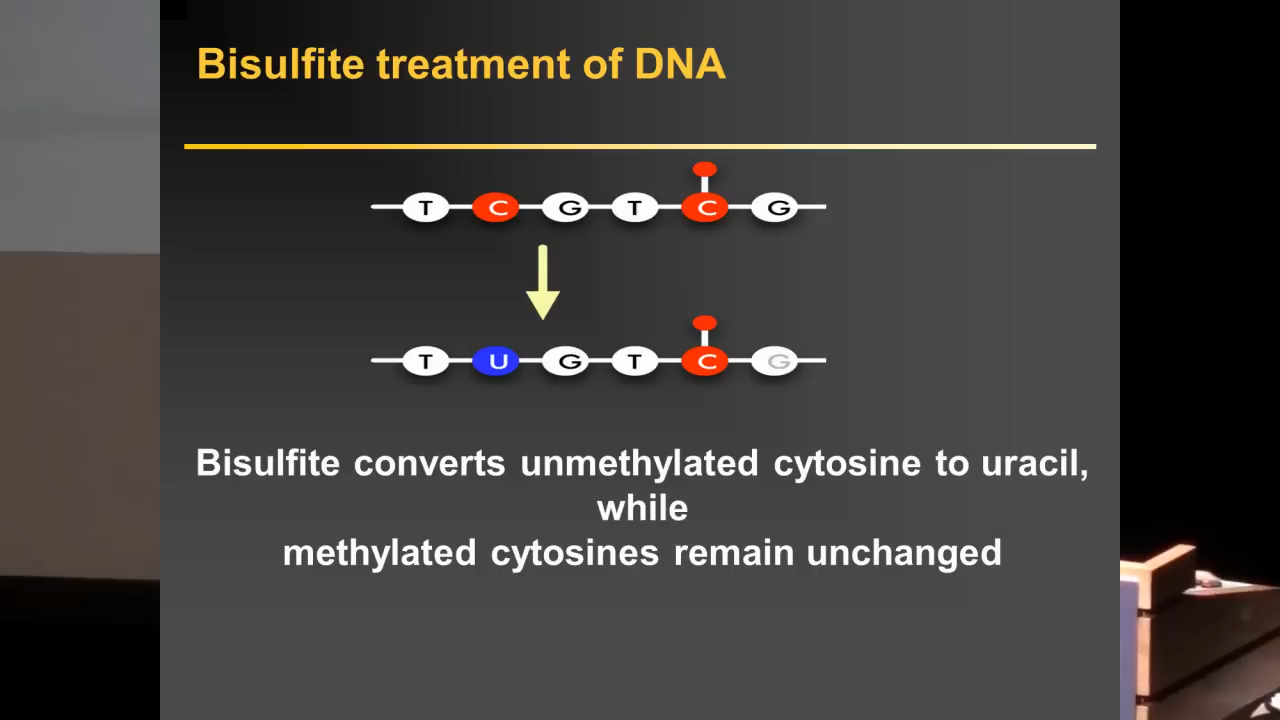 Bisulfite treatment of DNA
T C G T C G
T U G T C G
Bisulfite converts unmethylated cytosine to uracil,
while
methylated cytosines remain unchanged